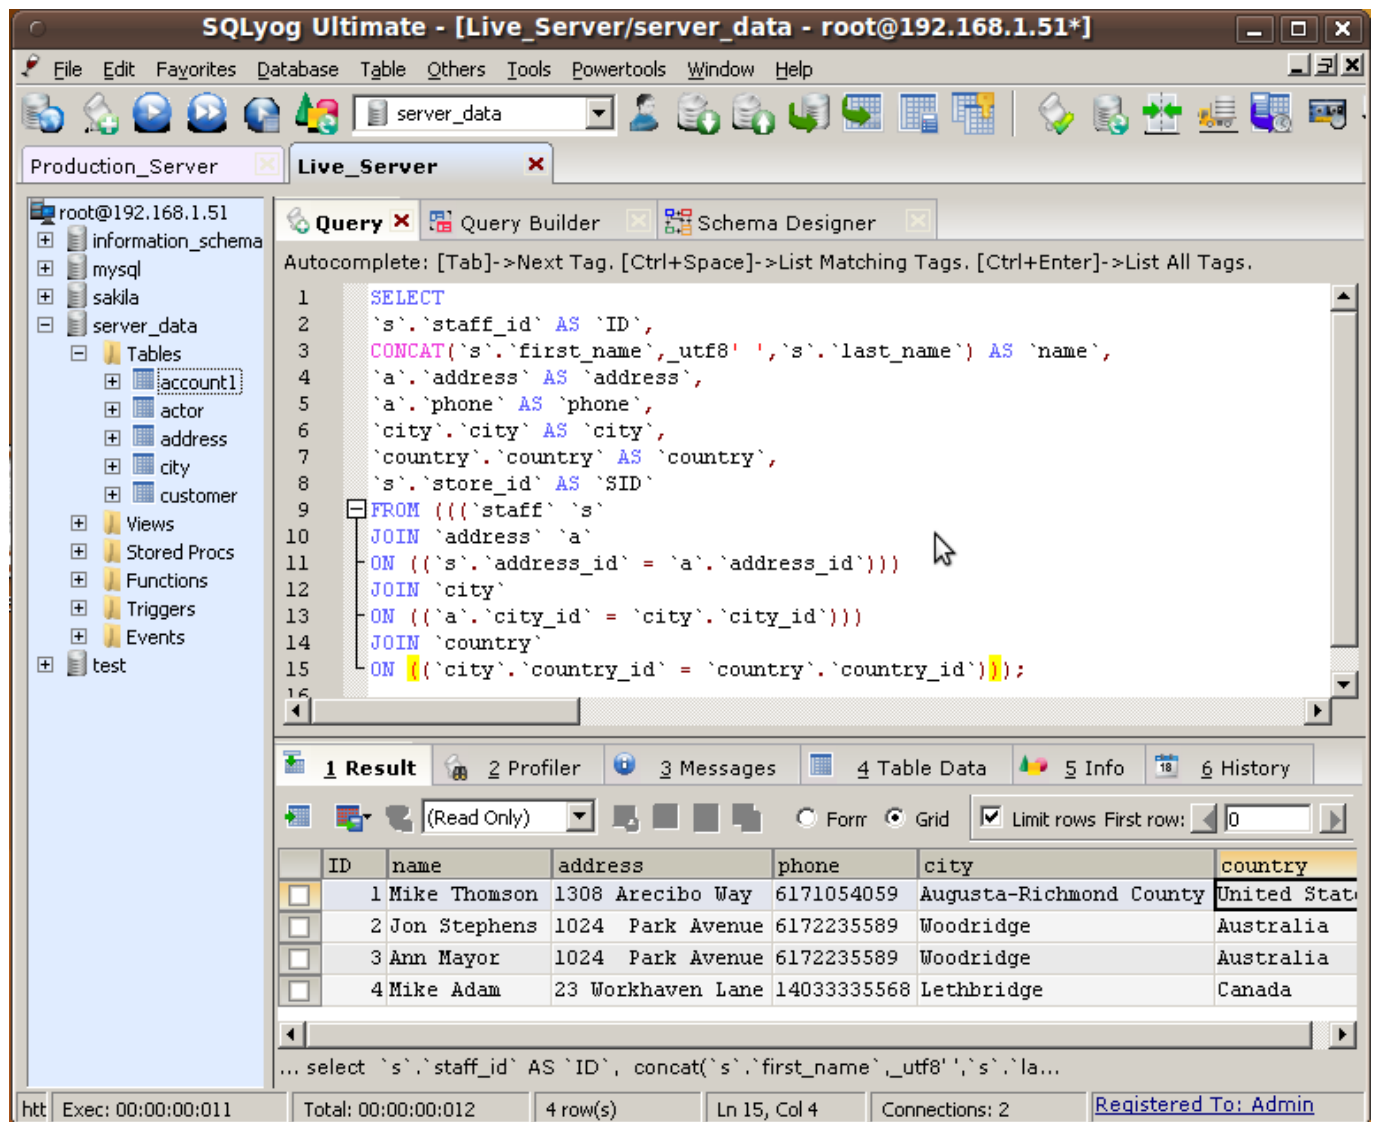 SQLyog Ultimate - [Live_Server/server_data - root@192.168.1.51*]
File Edit Favorites Database Table Others Tools Powertools Window Help
server_data
Production_Server Live_Server
root@192.168.1.51
information_schema
mysql
sakila
server_data
Tables
account1
actor
address
city
customer
Views
Stored Procs
Functions
Triggers
Events
test
Query Query Builder Schema Designer
Autocomplete: [Tab]->Next Tag. [Ctrl+Space]->List Matching Tags. [Ctrl+Enter]->List All Tags.
1 SELECT
2 `s`.`staff_id` AS `ID`,
3 CONCAT(`s`.`first_name`,_utf8' ',`s`.`last_name`) AS `name`,
4 `a`.`address` AS `address`,
5 `a`.`phone` AS `phone`,
6 `city`.`city` AS `city`,
7 `country`.`country` AS `country`,
8 `s`.`store_id` AS `SID`
9 FROM (((`staff` `s`
10 JOIN `address` `a`
11 ON ((`s`.`address_id` = `a`.`address_id`)))
12 JOIN `city`
13 ON ((`a`.`city_id` = `city`.`city_id`)))
14 JOIN `country`
15 ON ((`city`.`country_id` = `country`.`country_id`)));
16
1 Result 2 Profiler 3 Messages 4 Table Data 18 5 Info 6 History
(Read Only) Form Grid Limit rows First row: 0
ID name address phone city country
1 Mike Thomson 1308 Arecibo Way 6171054059 Augusta-Richmond County United State
2 Jon Stephens 1024  Park Avenue 6172235589 Woodridge Australia
3 Ann Mayor 1024  Park Avenue 6172235589 Woodridge Australia
4 Mike Adam 23 Workhaven Lane 14033335568 Lethbridge Canada
... select `s`.`staff_id` AS `ID`, concat(`s`.`first_name`,_utf8' ',`s`.`la...
htt Exec: 00:00:00:011 Total: 00:00:00:012 4 row(s) Ln 15, Col 4 Connections: 2 Registered To: Admin